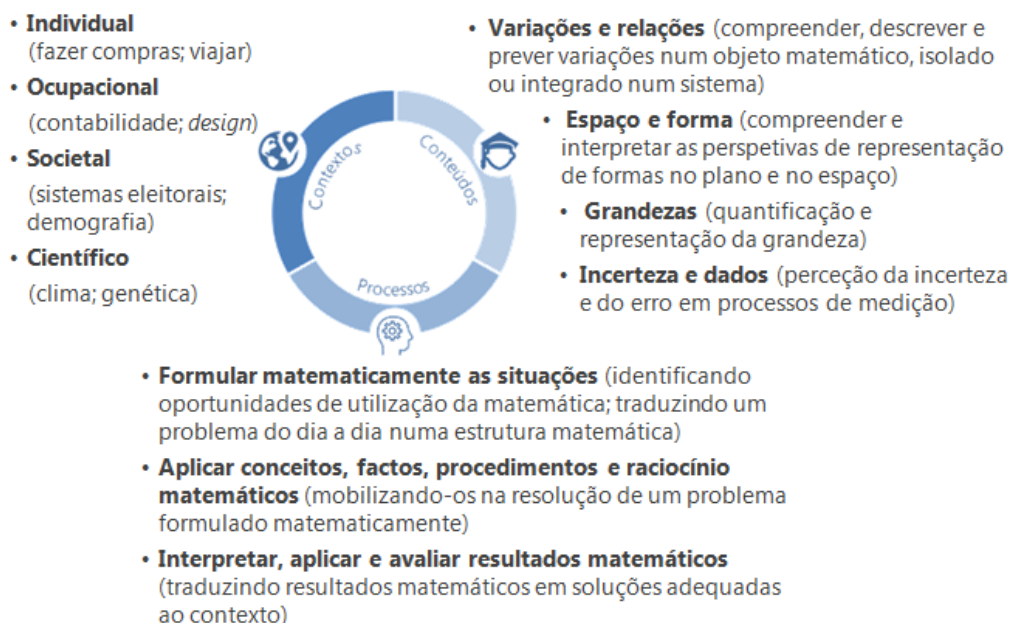 • Individual
(fazer compras; viajar)
• Ocupacional
(contabilidade; design)
• Societal
(sistemas eleitorais;
demografia)
• Científico
(clima; genética)
Contextos
Conteúdos
Processos
• Variações e relações (compreender, descrever e
prever variações num objeto matemático, isolado
ou integrado num sistema)
• Espaço e forma (compreender e
interpretar as perspetivas de representação
de formas no plano e no espaço)
• Grandezas (quantificação e
representação da grandeza)
• Incerteza e dados (perceção da incerteza
e do erro em processos de medição)
• Formular matematicamente as situações (identificando
oportunidades de utilização da matemática; traduzindo um
problema do dia a dia numa estrutura matemática)
• Aplicar conceitos, factos, procedimentos e raciocínio
matemáticos (mobilizando-os na resolução de um problema
formulado matematicamente)
• Interpretar, aplicar e avaliar resultados matemáticos
(traduzindo resultados matemáticos em soluções adequadas
ao contexto)